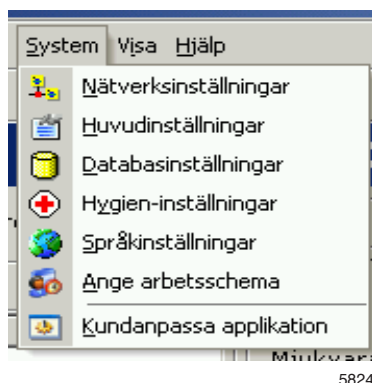 System Visa Hjälp
Nätverksinställningar
Huvudinställningar
Databasinställningar
Hygien-inställningar
Språkinställningar
Ange arbetsschema
Kundanpassa applikation
5824